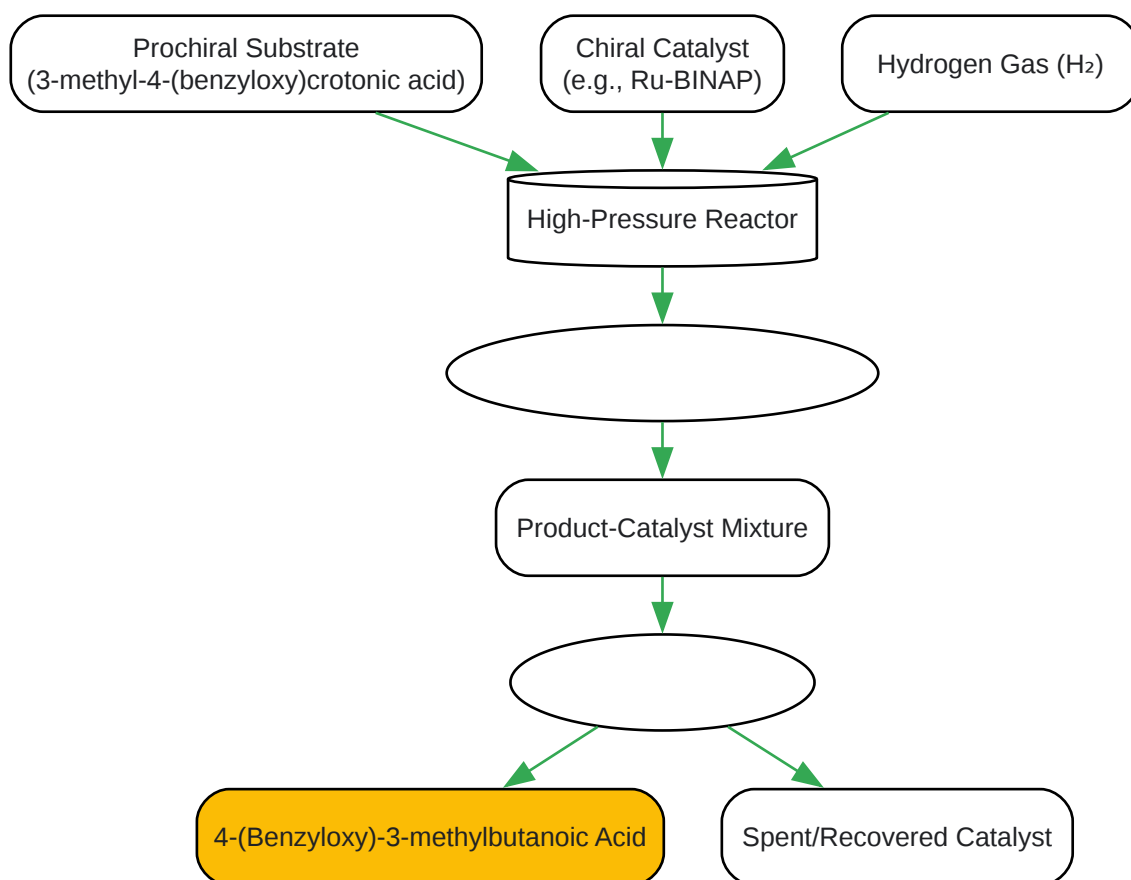 Prochiral Substrate
(3-methyl-4-(benzyloxy)crotonic acid)
Chiral Catalyst
(e.g., Ru-BINAP)
Hydrogen Gas (H₂)
High-Pressure Reactor
Product-Catalyst Mixture
4-(Benzyloxy)-3-methylbutanoic Acid
Spent/Recovered Catalyst